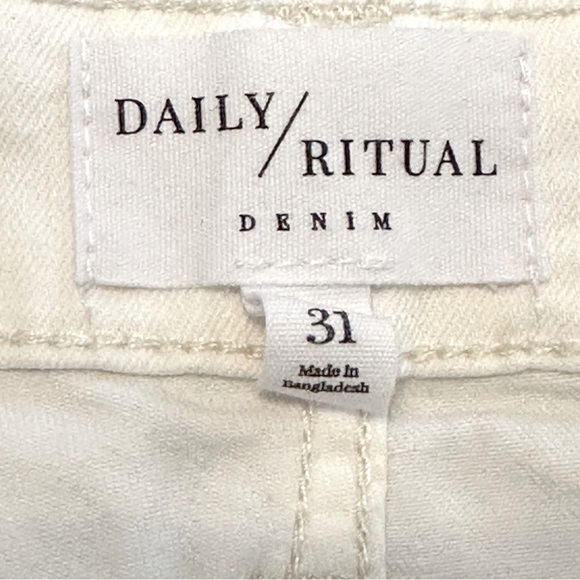 DAILY/
RITUAL
DENIM
31
Made In
Bangladesh